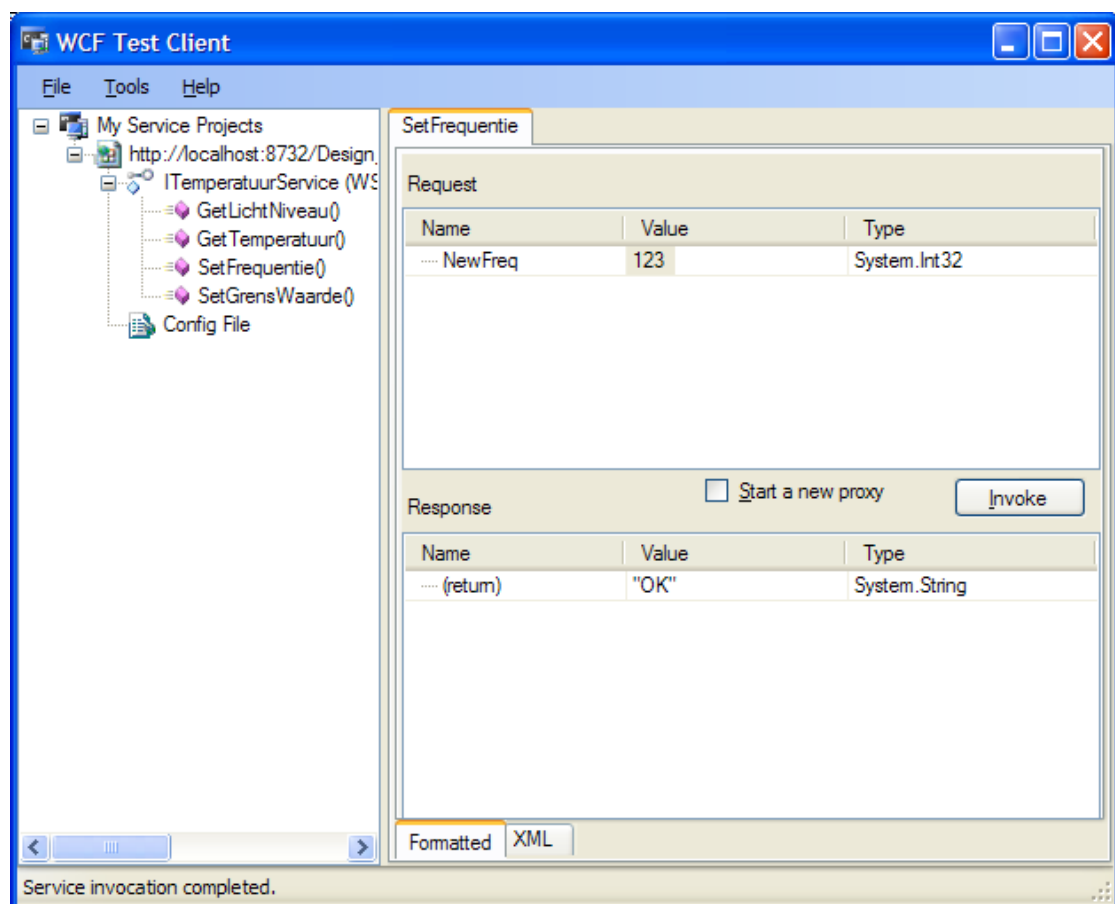 WCF Test Client
File Tools Help
My Service Projects
http://localhost:8732/Design_
ITemperatuurService (WS
GetLichtNiveau()
GetTemperatuur()
SetFrequentie()
SetGrensWaarde()
Config File
SetFrequentie
Request
Name Value Type
NewFreq 123 System.Int32
Start a new proxy
Invoke
Response
Name Value Type
(return) "OK" System.String
Formatted XML
Service invocation completed.